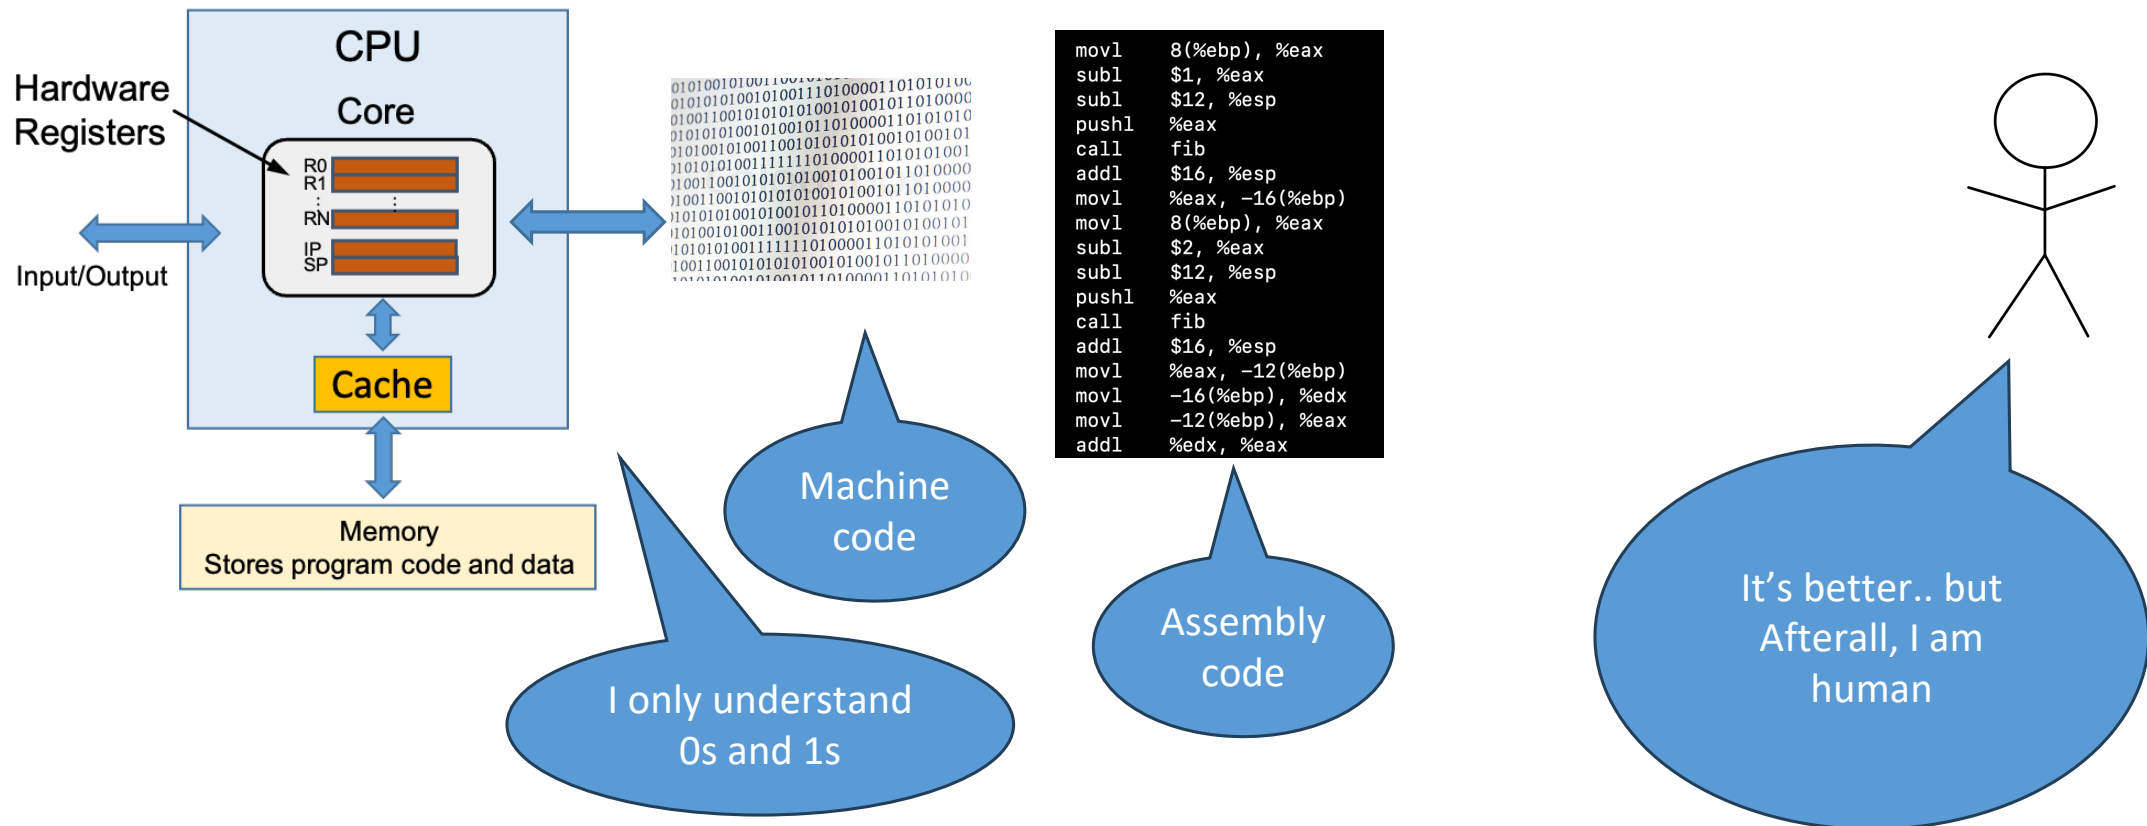 CPU
Core
Hardware
Registers
R0
R1
RN
IP
SP
Input/Output
Cache
Memory
Stores program code and data
movl 8(%ebp), %eax
subl $1, %eax
subl $12, %esp
pushl %eax
call fib
addl $16, %esp
movl %eax, −16(%ebp)
movl 8(%ebp), %eax
subl $2, %eax
subl $12, %esp
pushl %eax
call fib
addl $16, %esp
movl %eax, −12(%ebp)
movl −16(%ebp), %edx
movl −12(%ebp), %eax
addl %edx, %eax
Machine
code
I only understand
0s and 1s
Assembly
code
It’s better.. but
Afterall, I am
human